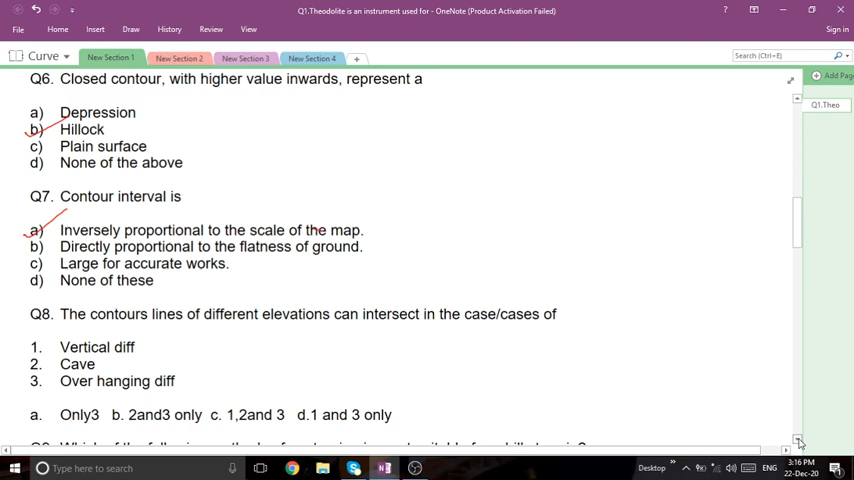 Q1.Theodolite is an instrument used for - OneNote (Product Activation Failed)
File Home Insert Draw History Review View Sign in
Curve New Section 1 New Section 2 New Section 3 New Section 4 + Search (Ctrl+E)
Add Pag
Q1.Theo
Q6. Closed contour, with higher value inwards, represent a
a) Depression
b) Hillock
c) Plain surface
d) None of the above
Q7. Contour interval is
a) Inversely proportional to the scale of the map.
b) Directly proportional to the flatness of ground.
c) Large for accurate works.
d) None of these
Q8. The contours lines of different elevations can intersect in the case/cases of
1. Vertical diff
2. Cave
3. Over hanging diff
a. Only3 b. 2and3 only c. 1,2and 3 d.1 and 3 only
Type here to search
Desktop
ENG
3:16 PM
22-Dec-20